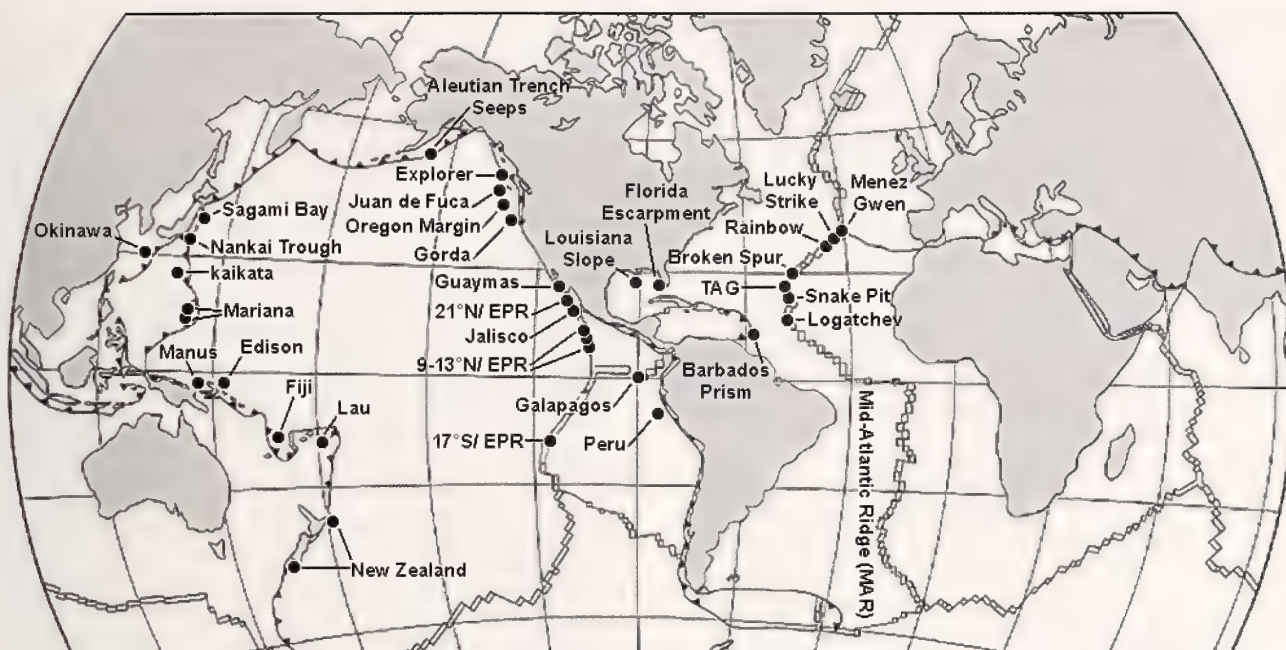 Aleutian Trench
Seeps
Explorer
Juan de Fuca
Oregon Margin
Gorda
Sagami Bay
Okinawa
Nankai Trough
kaikata
Mariana
Manus
Edison
Fiji
Lau
New Zealand
Guaymas
21°N/ EPR
Jalisco
9-13°N/ EPR
Galapagos
17°S/ EPR
Peru
Louisiana
Slope
Florida
Escarpment
Barbados
Prism
Lucky
Strike
Menez
Gwen
Rainbow
Broken Spur
TAG
Snake Pit
Logatchev
Mid-Atlantic Ridge (MAR)